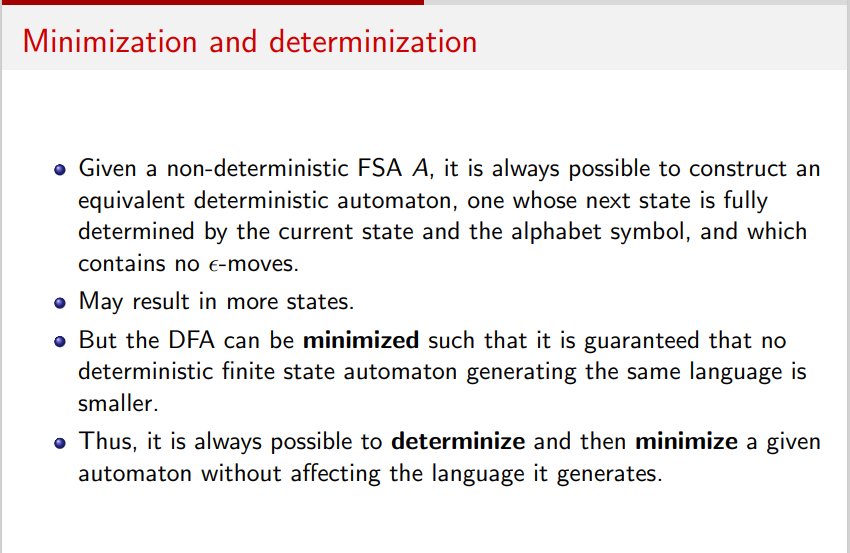 Minimization and determinization
Given a non-deterministic FSA A, it is always possible to construct an
equivalent deterministic automaton, one whose next state is fully
determined by the current state and the alphabet symbol, and which
contains no ϵ-moves.
May result in more states.
But the DFA can be minimized such that it is guaranteed that no
deterministic finite state automaton generating the same language is
smaller.
Thus, it is always possible to determinize and then minimize a given
automaton without affecting the language it generates.